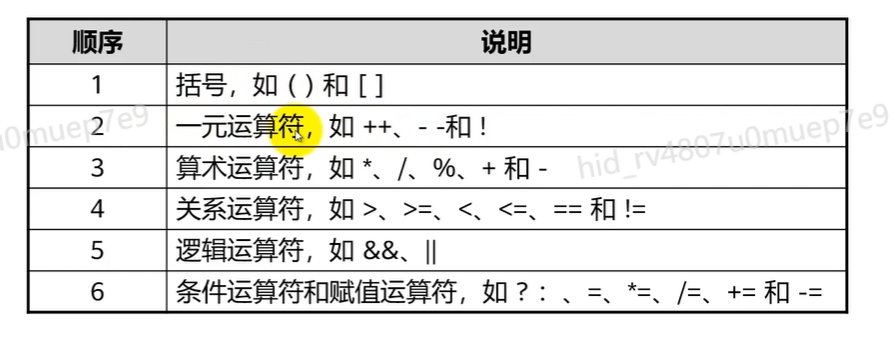 顺序 说明
1 括号，如 ( ) 和 [ ]
2 一元运算符，如 ++、- -和 !
3 算术运算符，如 *、/、%、+ 和 -
4 关系运算符，如 >、>=、<、<=、== 和 !=
5 逻辑运算符，如 &&、||
6 条件运算符和赋值运算符，如 ? : 、=、*=、/=、+= 和 -=
u0muep7e9
hid_rv4807u0muep7e9